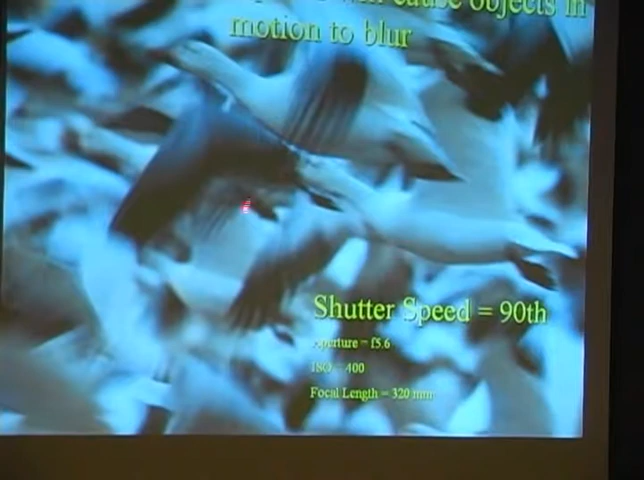 will cause objects in
motion to blur
Shutter Speed = 90th
Aperture = f5.6
ISO = 400
Focal Length = 320 mm